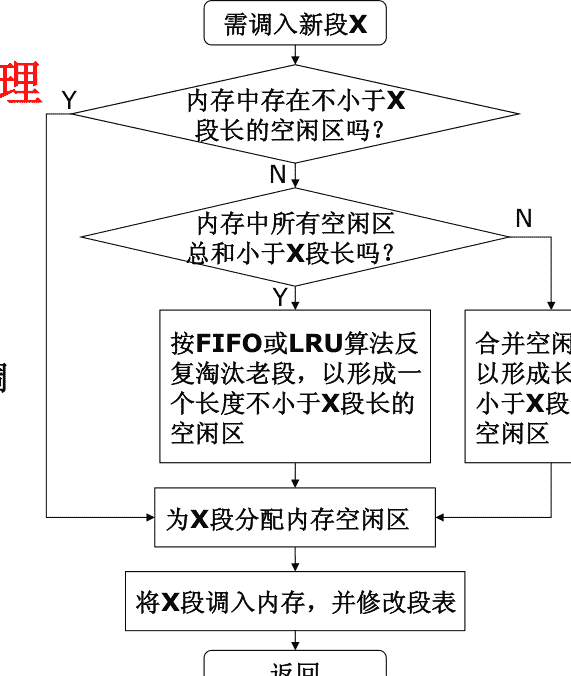 需调入新段X
理
Y
内存中存在不小于X
段长的空闲区吗?
N
内存中所有空闲区
总和小于X段长吗?
N
Y
按FIFO或LRU算法反
复淘汰老段，以形成一
个长度不小于X段长的
空闲区
合并空闲
以形成长
小于X段
空闲区
为X段分配内存空闲区
将X段调入内存，并修改段表
返回